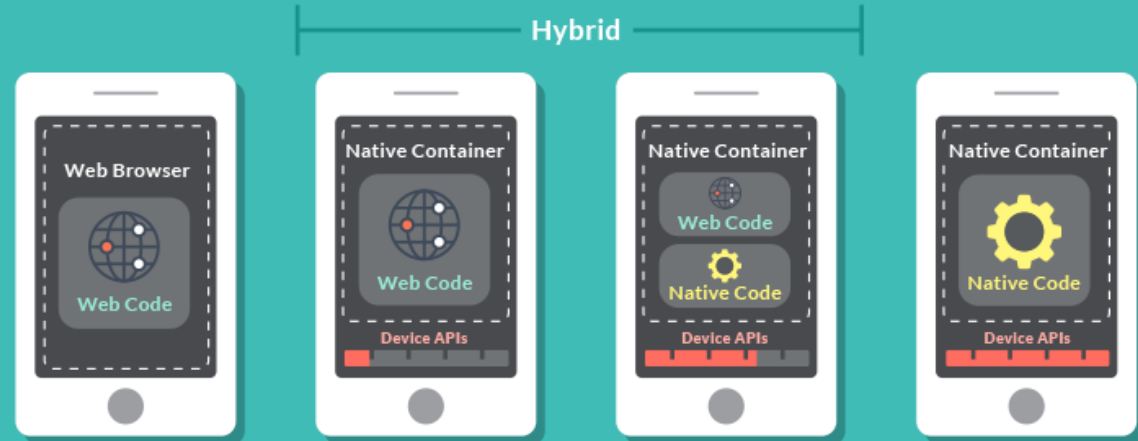 Hybrid
Web Browser
Web Code
Native Container
Web Code
Device APIs
Native Container
Web Code
Native Code
Device APIs
Native Container
Native Code
Device APIs